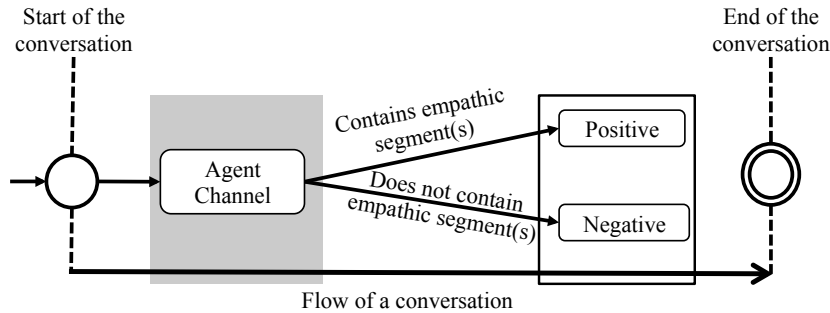 Start of the
conversation
End of the
conversation
Contains empathic
segment(s)
Positive
Agent
Channel
Does not contain
empathic segment(s)
Negative
Flow of a conversation